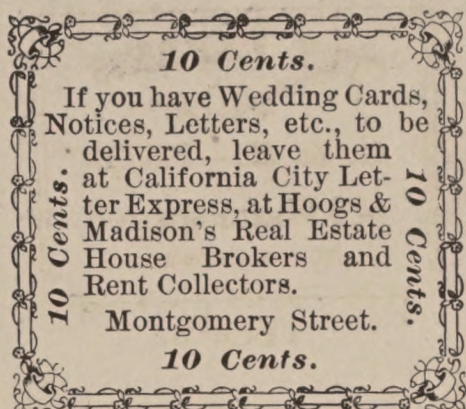 10 Cents.
If you have Wedding Cards,
Notices, Letters, etc., to be
delivered, leave them
at California City Let-
ter Express, at Hoogs &
Madison's Real Estate
House Brokers and
Rent Collectors.
Montgomery Street.
10 Cents.
10 Cents.
10 Cents.